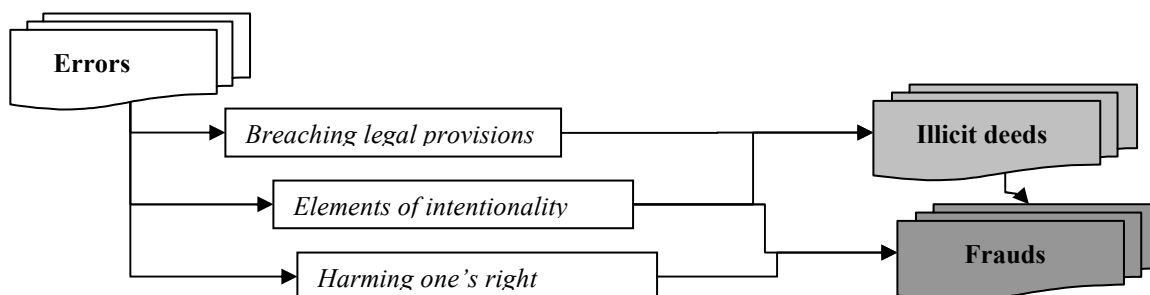 Errors
Breaching legal provisions
Illicit deeds
Elements of intentionality
Frauds
Harming one's right